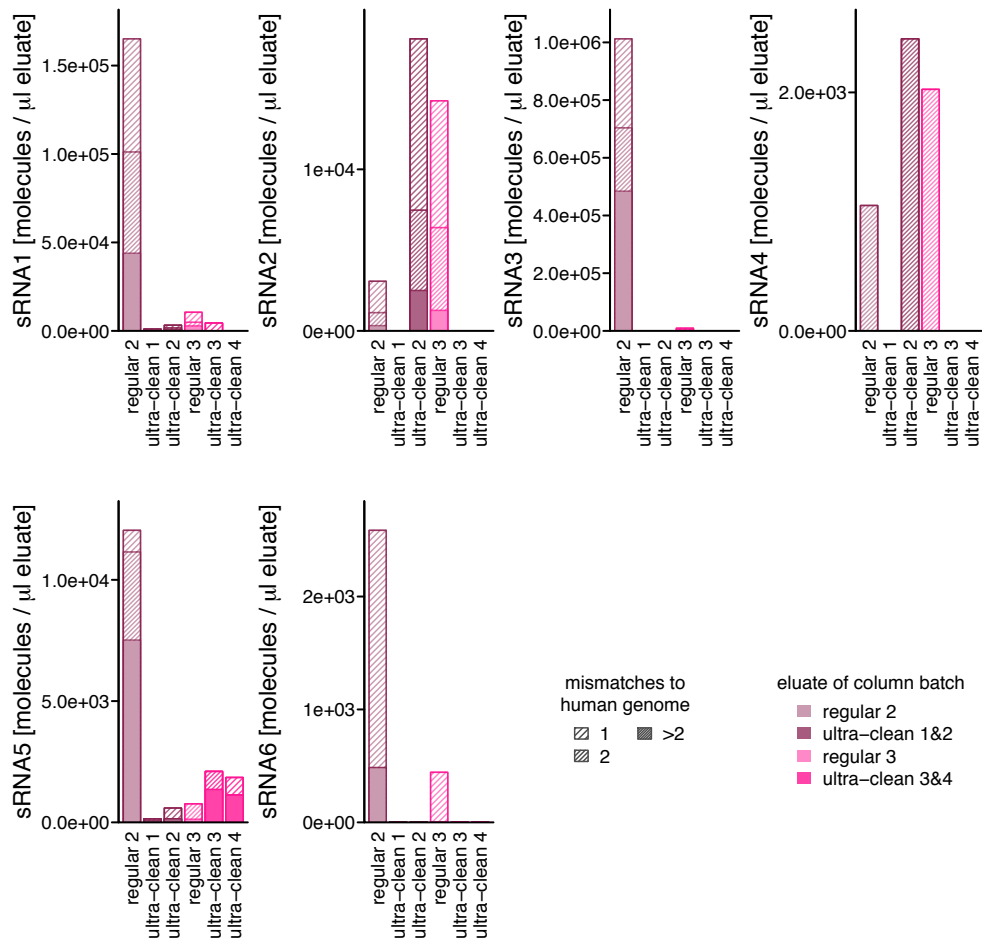 sRNA1 [molecules / µl eluate]
1.5e+05
1.0e+05
5.0e+04
0.0e+00
regular 2
ultra−clean 1
ultra−clean 2
regular 3
ultra−clean 3
ultra−clean 4
sRNA2 [molecules / µl eluate]
1e+04
0e+00
regular 2
ultra−clean 1
ultra−clean 2
regular 3
ultra−clean 3
ultra−clean 4
sRNA3 [molecules / µl eluate]
1.0e+06
8.0e+05
6.0e+05
4.0e+05
2.0e+05
0.0e+00
regular 2
ultra−clean 1
ultra−clean 2
regular 3
ultra−clean 3
ultra−clean 4
sRNA4 [molecules / µl eluate]
2.0e+03
0.0e+00
regular 2
ultra−clean 1
ultra−clean 2
regular 3
ultra−clean 3
ultra−clean 4
sRNA5 [molecules / µl eluate]
1.0e+04
5.0e+03
0.0e+00
regular 2
ultra−clean 1
ultra−clean 2
regular 3
ultra−clean 3
ultra−clean 4
sRNA6 [molecules / µl eluate]
2e+03
1e+03
0e+00
regular 2
ultra−clean 1
ultra−clean 2
regular 3
ultra−clean 3
ultra−clean 4
mismatches to
human genome
1 >2
2
eluate of column batch
regular 2
ultra−clean 1&2
regular 3
ultra−clean 3&4